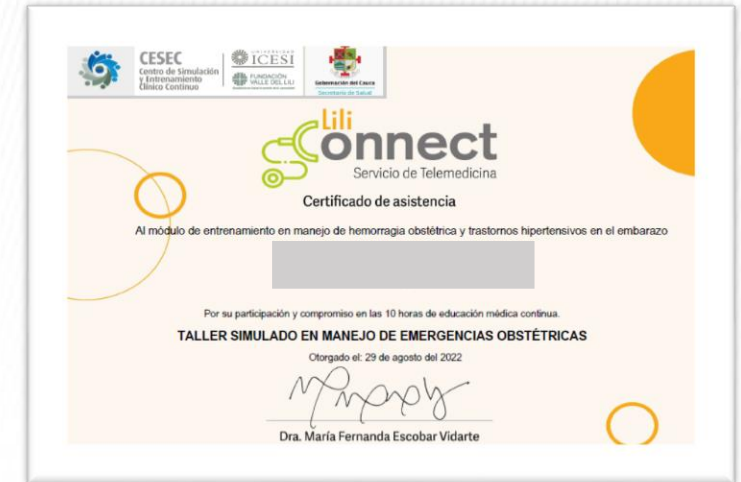 CESEC
Centro de Simulación
y Entrenamiento
Clínico Continuo
UNIVERSIDAD
ICESI
FUNDACIÓN
VALLE DEL LILI
Gobernación del Cauca
Secretaría de Salud
Lili
Connect
Servicio de Telemedicina
Certificado de asistencia
Al módulo de entrenamiento en manejo de hemorragia obstétrica y trastornos hipertensivos en el embarazo
Por su participación y compromiso en las 10 horas de educación médica continua.
TALLER SIMULADO EN MANEJO DE EMERGENCIAS OBSTÉTRICAS
Otorgado el: 29 de agosto del 2022
Dra. María Fernanda Escobar Vidarte